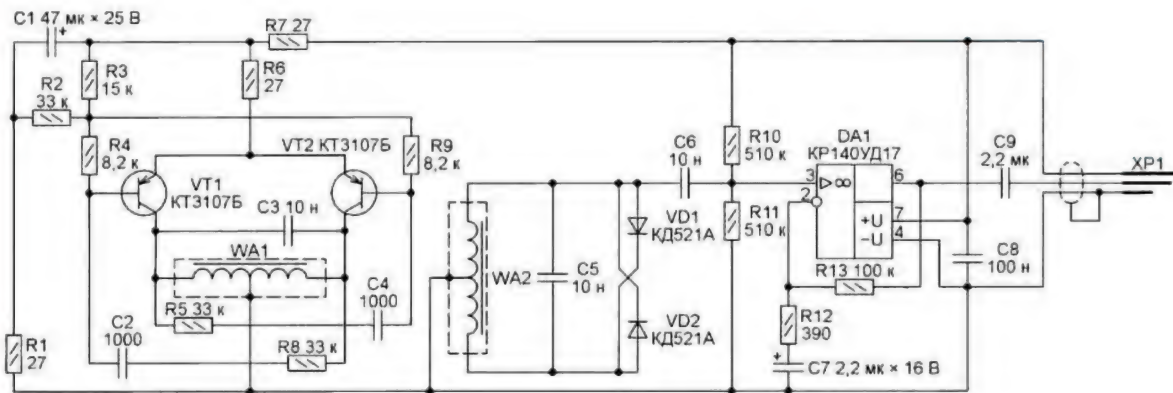 C1 47 мк × 25 В
R7 27
R3
15 к
R6
27
R2
33 к
R4
8,2 к
VT2 КТ3107Б
R9
8,2 к
VT1
КТ3107Б
C3 10 н
WA1
R5 33 к
C4
1000
C2
1000
R8 33 к
R1
27
WA2
C5
10 н
C6
10 н
VD1
КД521А
VD2
КД521А
R10
510 к
R11
510 к
DA1
КР140УД17
3
2
▷∞
6
+U
7
−U
4
R13 100 к
R12
390
+
C7 2,2 мк × 16 В
C9
2,2 мк
C8
100 н
XP1